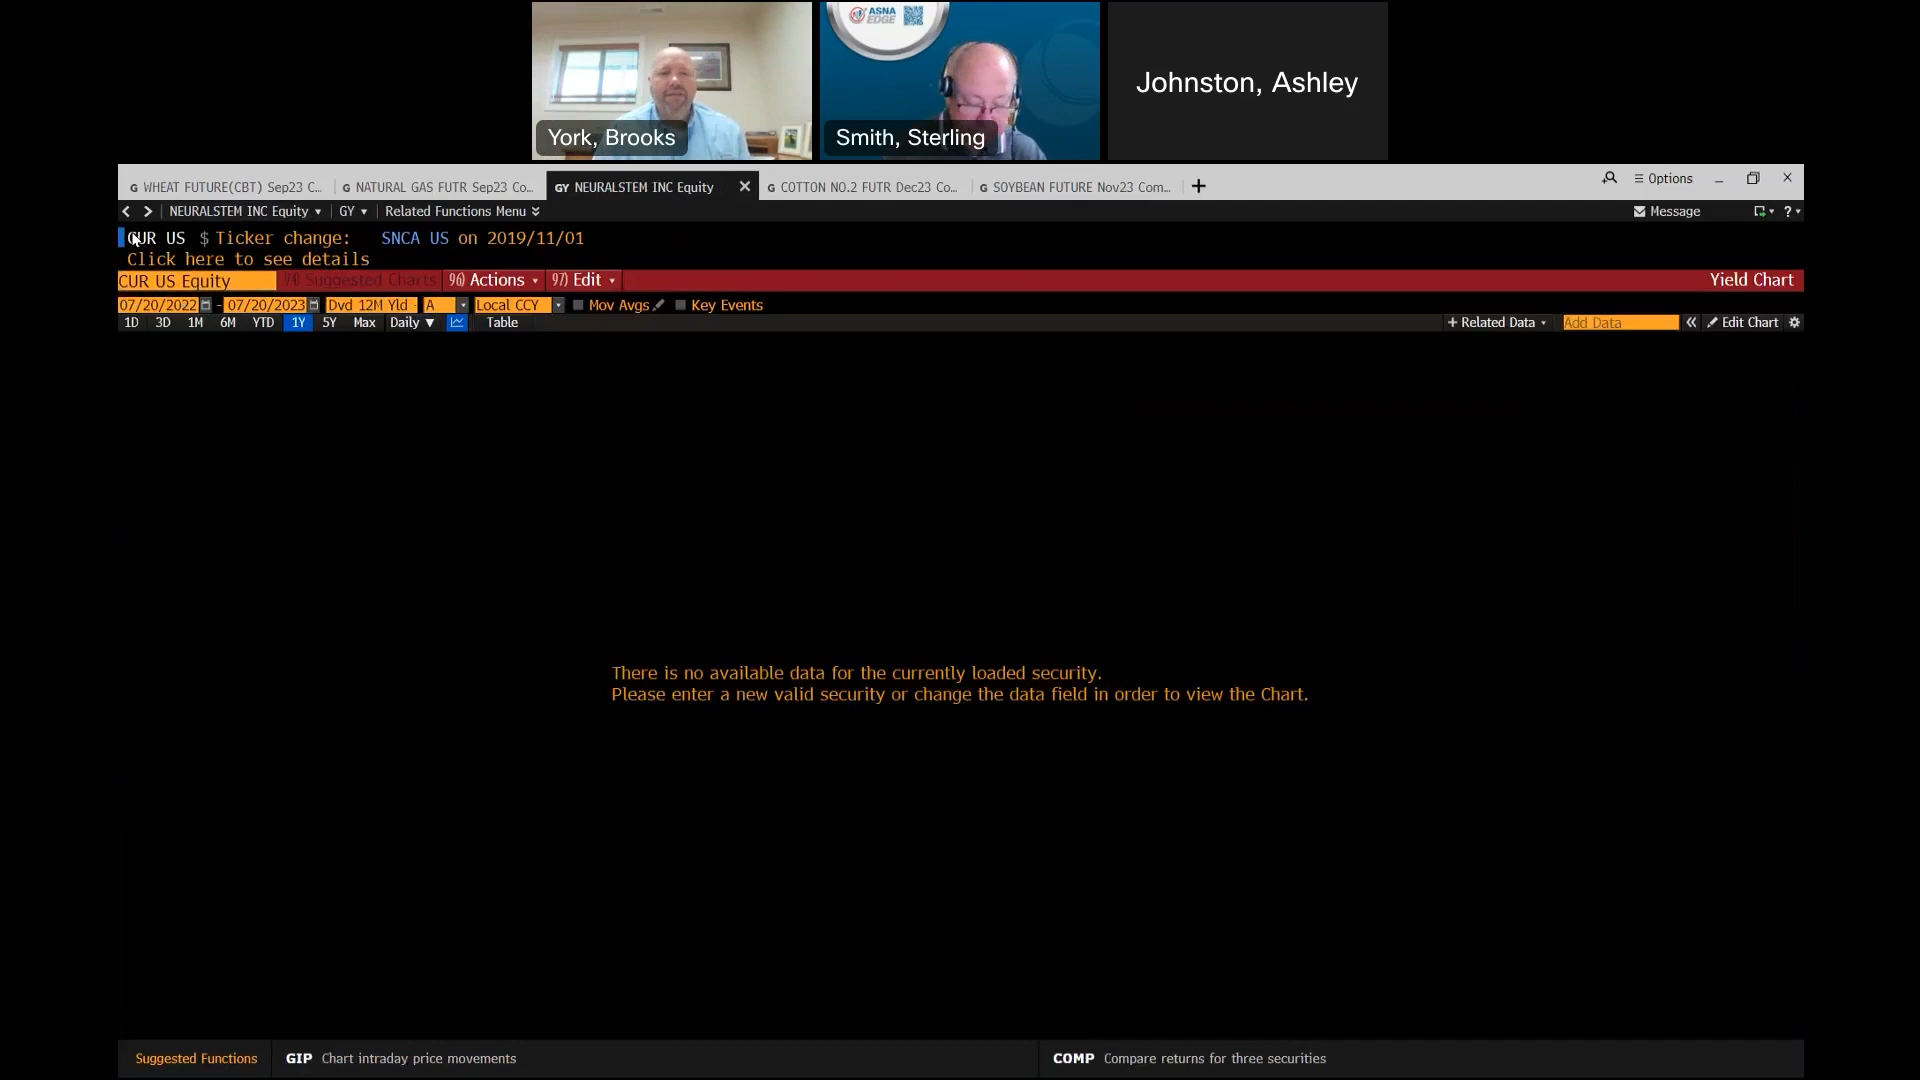 ASNA
EDGE
York, Brooks
Smith, Sterling
Johnston, Ashley
G WHEAT FUTURE(CBT) Sep23 C... G NATURAL GAS FUTR Sep23 Co... GY NEURALSTEM INC Equity G COTTON NO.2 FUTR Dec23 Co... G SOYBEAN FUTURE Nov23 Com... Options
NEURALSTEM INC Equity GY Related Functions Menu Message ?
CUR US $ Ticker change: SNCA US on 2019/11/01
Click here to see details
CUR US Equity 94) Suggested Charts 96) Actions 97) Edit Yield Chart
07/20/2022 - 07/20/2023 Dvd 12M Yld A Local CCY Mov Avgs Key Events
1D 3D 1M 6M YTD 1Y 5Y Max Daily Table + Related Data Add Data Edit Chart
There is no available data for the currently loaded security.
Please enter a new valid security or change the data field in order to view the Chart.
Suggested Functions GIP Chart intraday price movements COMP Compare returns for three securities